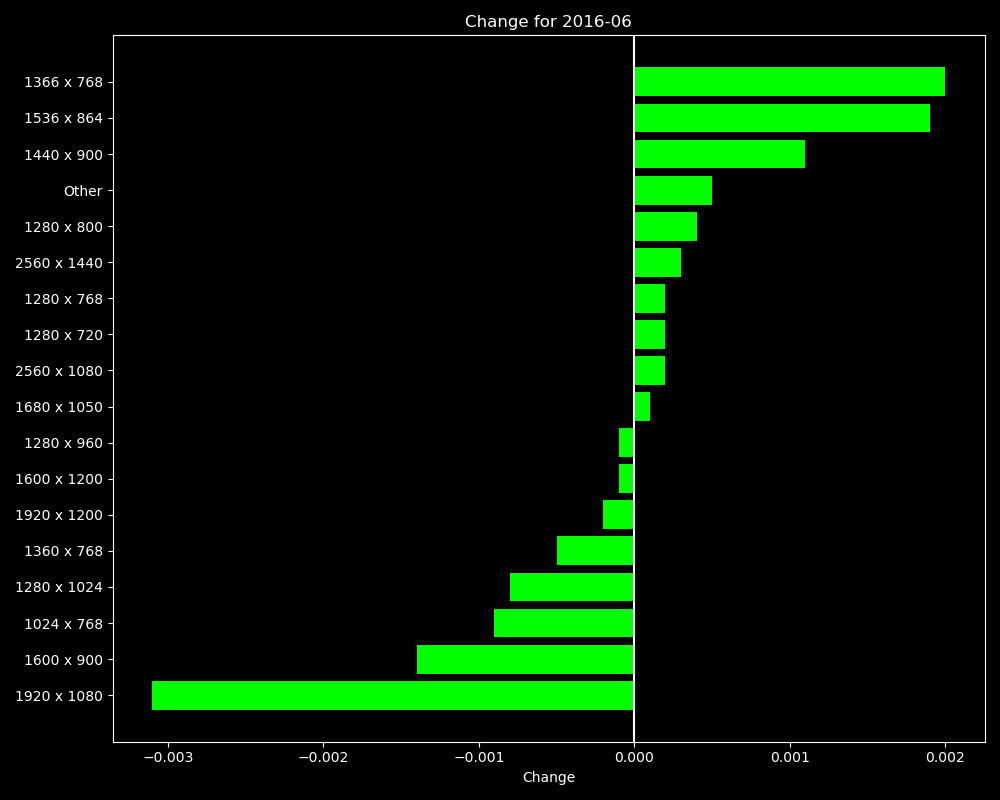 Change for 2016-06
1366 x 768
1536 x 864
1440 x 900
Other
1280 x 800
2560 x 1440
1280 x 768
1280 x 720
2560 x 1080
1680 x 1050
1280 x 960
1600 x 1200
1920 x 1200
1360 x 768
1280 x 1024
1024 x 768
1600 x 900
1920 x 1080
−0.003 −0.002 −0.001 0.000 0.001 0.002
Change